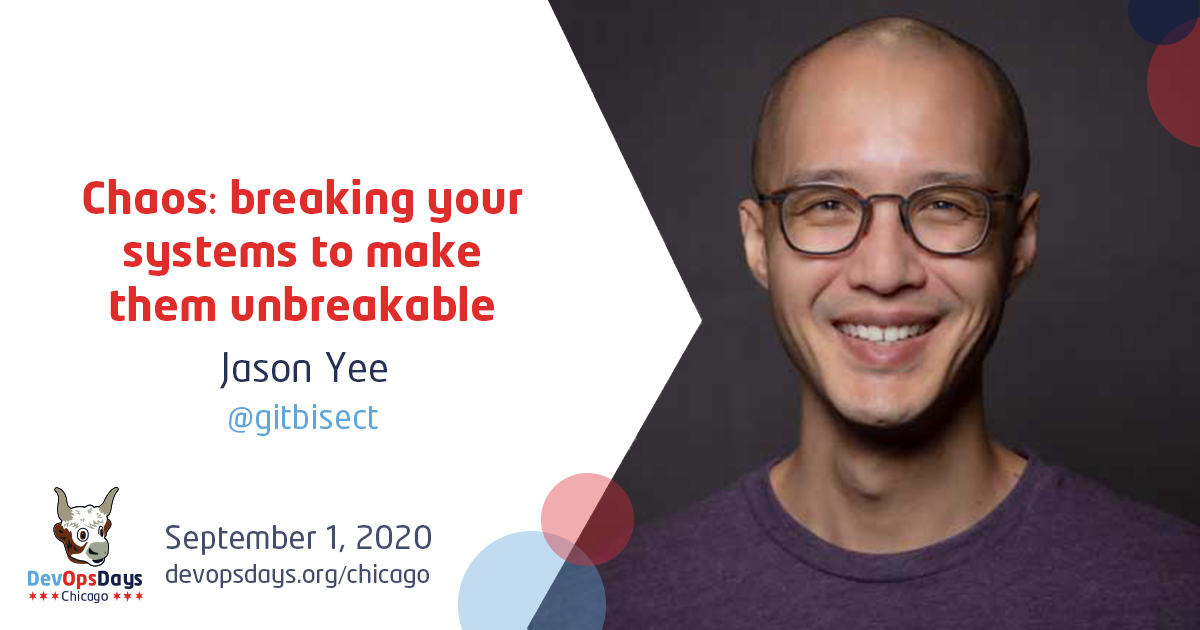 Chaos: breaking your
systems to make
them unbreakable
Jason Yee
@gitbisect
September 1, 2020
devopsdays.org/chicago
DevOpsDays
Chicago